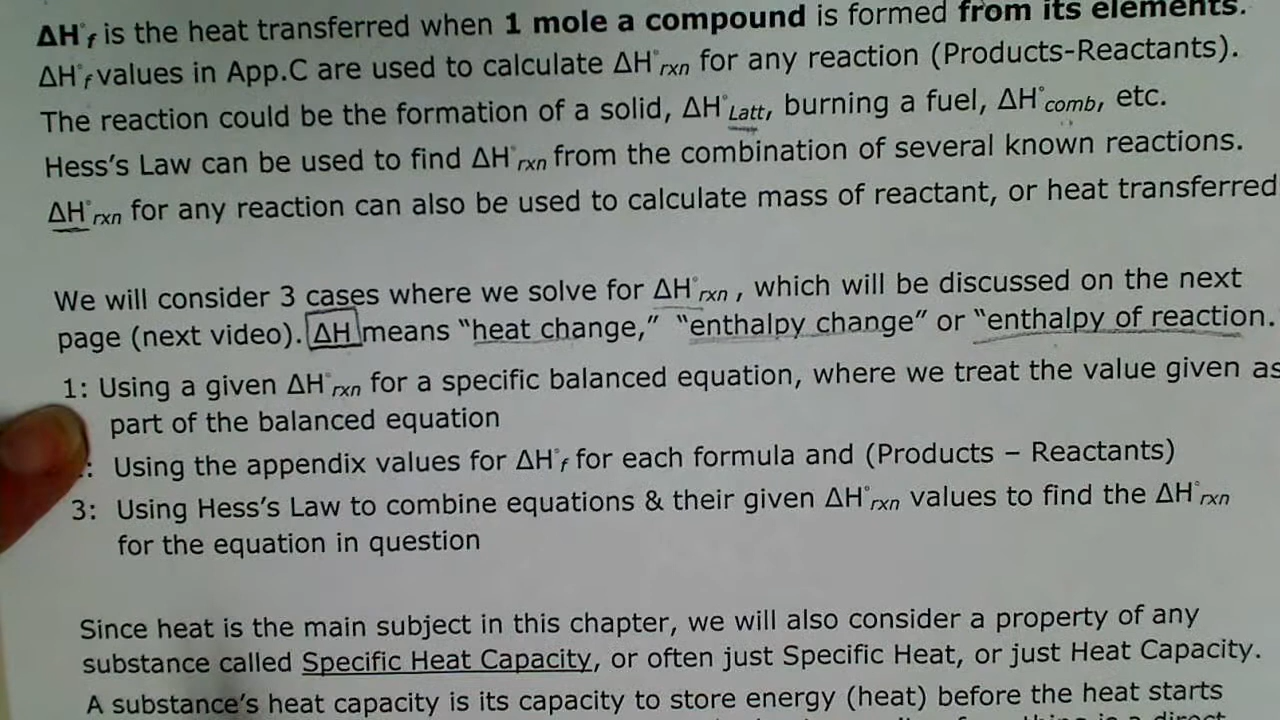 ΔH°f is the heat transferred when 1 mole a compound is formed from its elements.
ΔH°f values in App.C are used to calculate ΔH°rxn for any reaction (Products-Reactants).
The reaction could be the formation of a solid, ΔH°Latt, burning a fuel, ΔH°comb, etc.
Hess's Law can be used to find ΔH°rxn from the combination of several known reactions.
ΔH°rxn for any reaction can also be used to calculate mass of reactant, or heat transferred
We will consider 3 cases where we solve for ΔH°rxn , which will be discussed on the next
page (next video). ΔH means "heat change," "enthalpy change" or "enthalpy of reaction.
1: Using a given ΔH°rxn for a specific balanced equation, where we treat the value given as
part of the balanced equation
: Using the appendix values for ΔH°f for each formula and (Products – Reactants)
3: Using Hess's Law to combine equations & their given ΔH°rxn values to find the ΔH°rxn
for the equation in question
Since heat is the main subject in this chapter, we will also consider a property of any
substance called Specific Heat Capacity, or often just Specific Heat, or just Heat Capacity.
A substance's heat capacity is its capacity to store energy (heat) before the heat starts